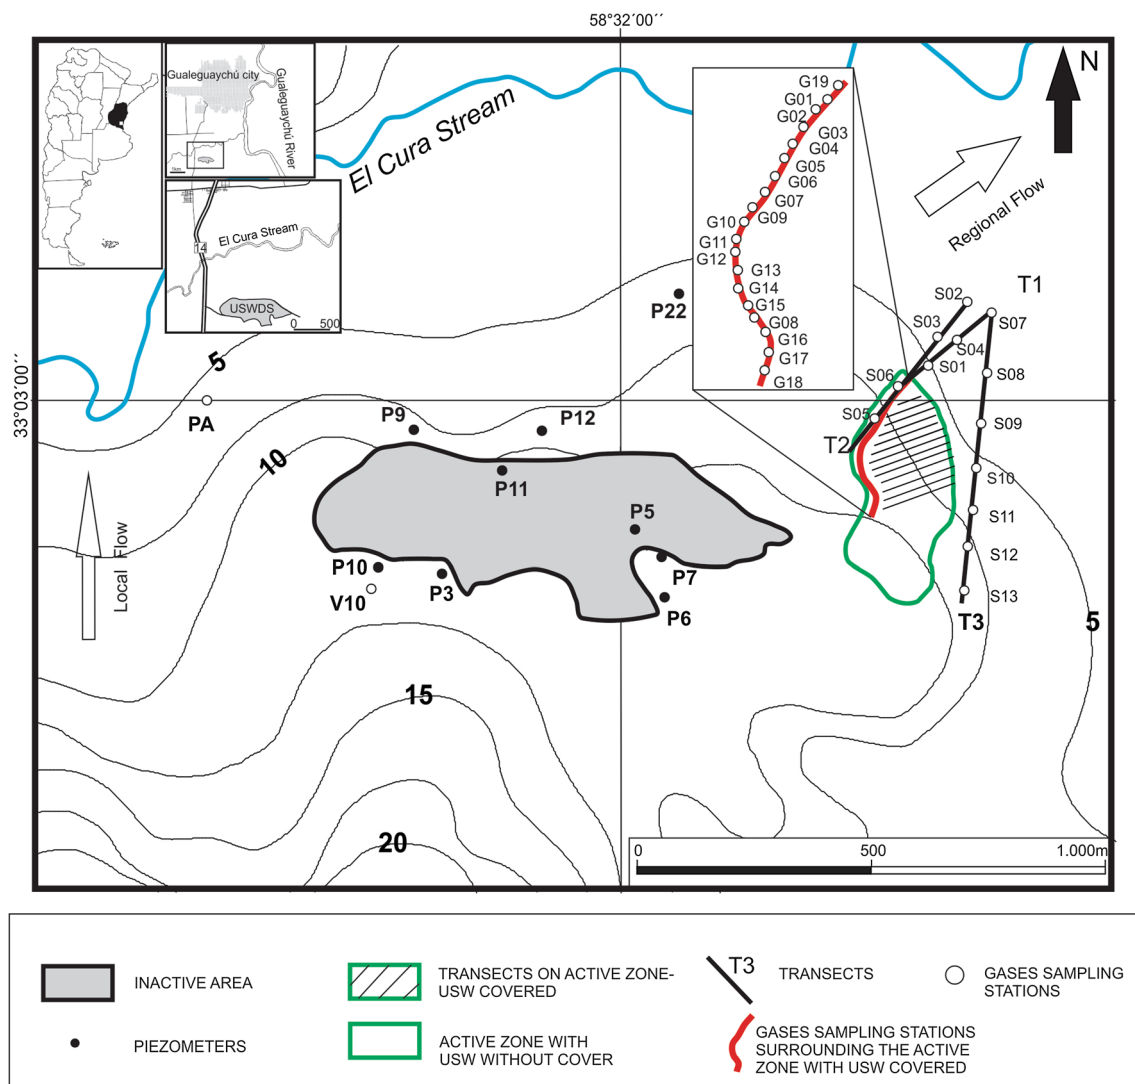 58°32´00´´
N
Gualeguaychú city
Gualeguaychú River
1km
El Cura Stream
Regional Flow
14
El Cura Stream
USWDS
0 500
G19
G01
G02
G03
G04
G05
G06
G07
G09
G10
G11
G12
G13
G14
G15
G08
G16
G17
G18
P22
S02
T1
S03
S07
S04
S01
S08
S06
S05
S09
T2
S10
S11
S12
S13
T3
5
33°03´00´´
PA
P9
P12
10
P11
P5
P10
P3
P7
V10
P6
Local Flow
5
15
20
0 500 1.000m
INACTIVE AREA
TRANSECTS ON ACTIVE ZONE-
USW COVERED
T3
TRANSECTS
GASES SAMPLING
STATIONS
PIEZOMETERS
ACTIVE ZONE WITH
USW WITHOUT COVER
GASES SAMPLING STATIONS
SURROUNDING THE ACTIVE
ZONE WITH USW COVERED